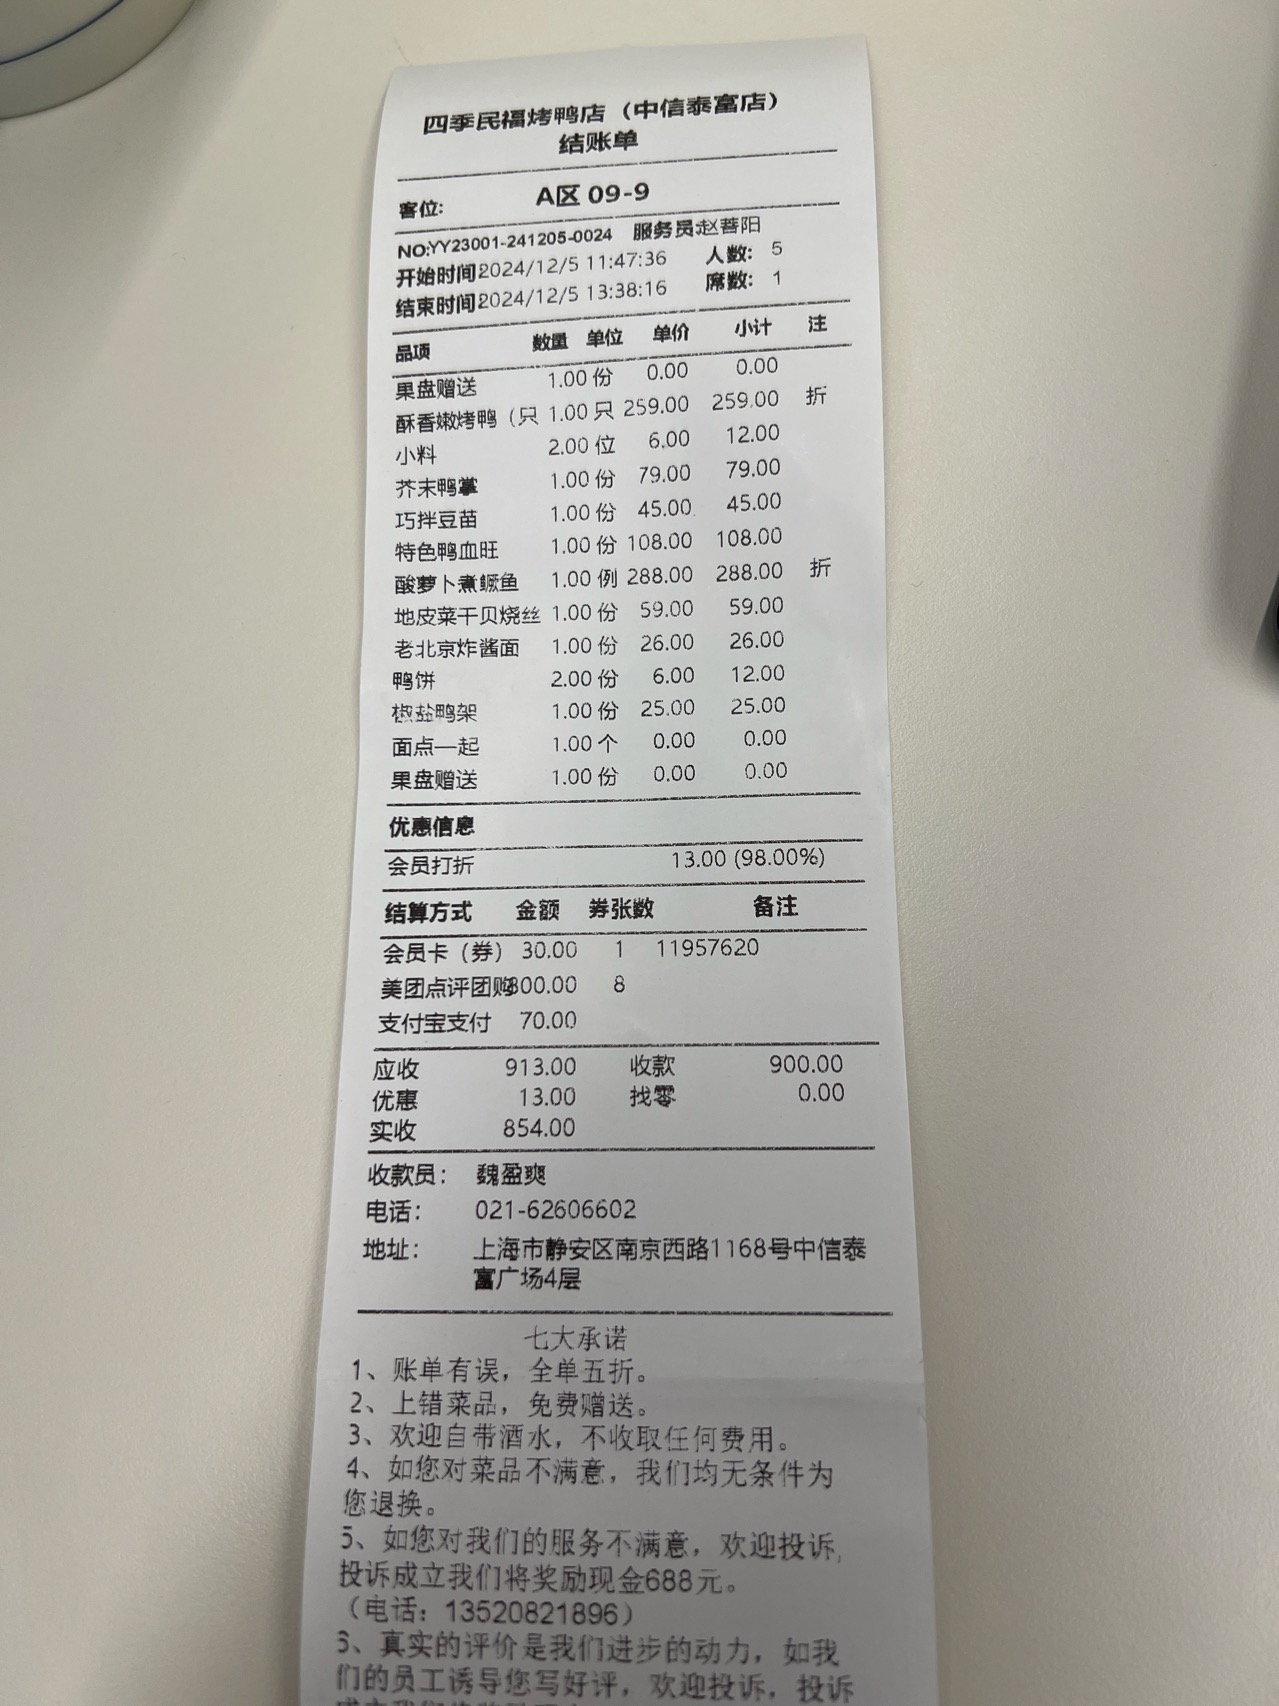 四季民福烤鸭店（中信泰富店）
结账单
客位: A区 09-9
NO:YY23001-241205-0024 服务员:赵菩阳
开始时间2024/12/5 11:47:36 人数: 5
结束时间2024/12/5 13:38:16 席数: 1
品项 数量 单位 单价 小计 注
果盘赠送 1.00 份 0.00 0.00
酥香嫩烤鸭（只 1.00 只 259.00 259.00 折
小料 2.00 位 6.00 12.00
芥末鸭掌 1.00 份 79.00 79.00
巧拌豆苗 1.00 份 45.00 45.00
特色鸭血旺 1.00 份 108.00 108.00
酸萝卜煮鳜鱼 1.00 例 288.00 288.00 折
地皮菜干贝烧丝 1.00 份 59.00 59.00
老北京炸酱面 1.00 份 26.00 26.00
鸭饼 2.00 份 6.00 12.00
椒盐鸭架 1.00 份 25.00 25.00
面点—起 1.00 个 0.00 0.00
果盘赠送 1.00 份 0.00 0.00
优惠信息
会员打折 13.00 (98.00%)
结算方式 金额 券张数 备注
会员卡（券） 30.00 1 11957620
美团点评团购800.00 8
支付宝支付 70.00
应收 913.00 收款 900.00
优惠 13.00 找零 0.00
实收 854.00
收款员: 魏盈爽
电话: 021-62606602
地址: 上海市静安区南京西路1168号中信泰
富广场4层
七大承诺
1、账单有误，全单五折。
2、上错菜品，免费赠送。
3、欢迎自带酒水，不收取任何费用。
4、如您对菜品不满意，我们均无条件为
您退换。
5、如您对我们的服务不满意，欢迎投诉,
投诉成立我们将奖励现金688元。
（电话：13520821896）
6、真实的评价是我们进步的动力，如我
们的员工诱导您写好评，欢迎投诉，投诉